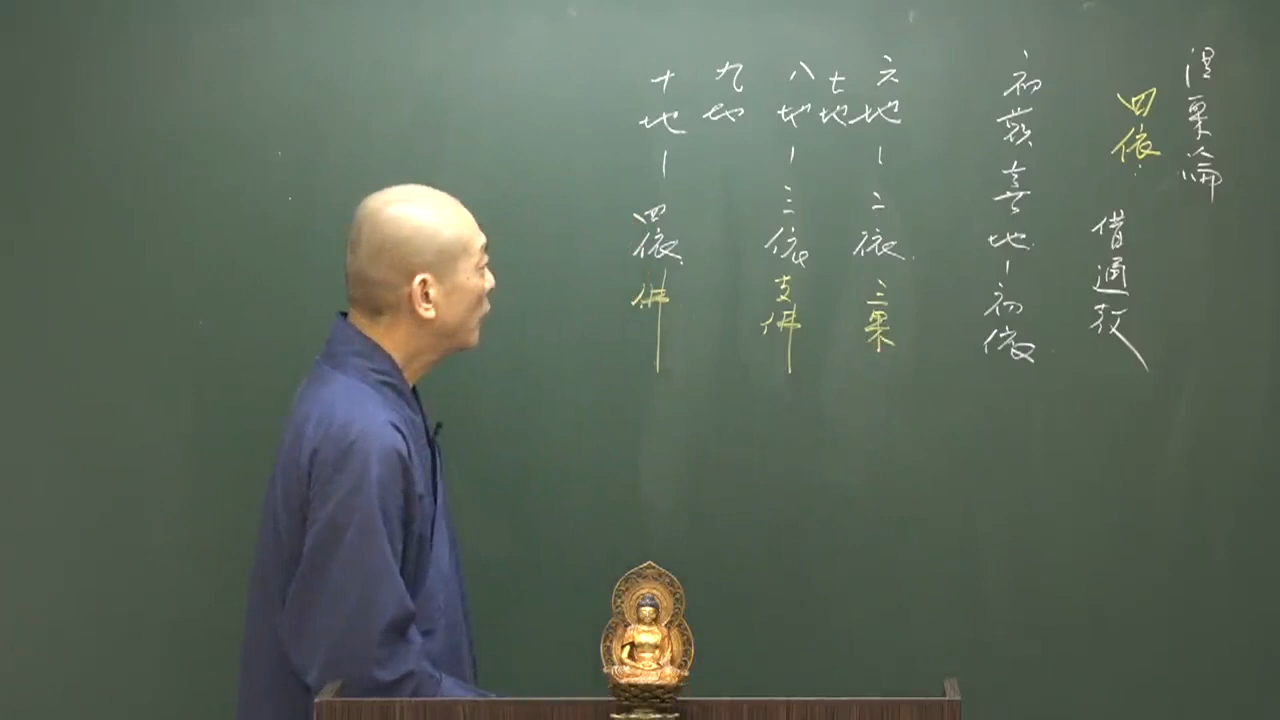 涅槃論
四依
借通教
初歡喜地－初依
六地－二依 三果
七地
八地－三依 支佛
九地
十地－四依 佛